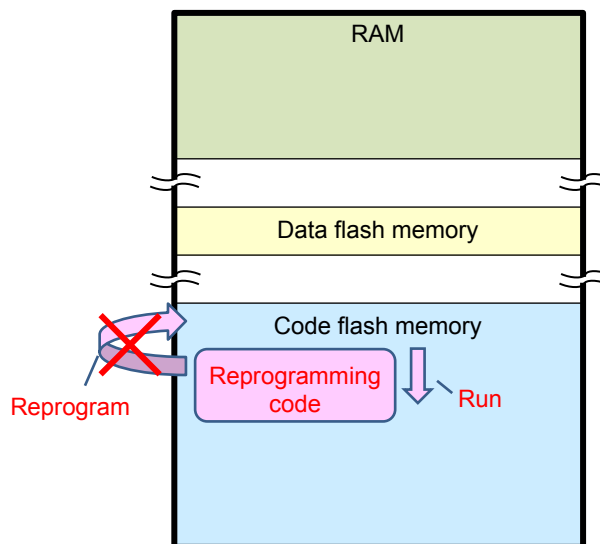 RAM
Data flash memory
Code flash memory
Reprogramming
code
Run
Reprogram